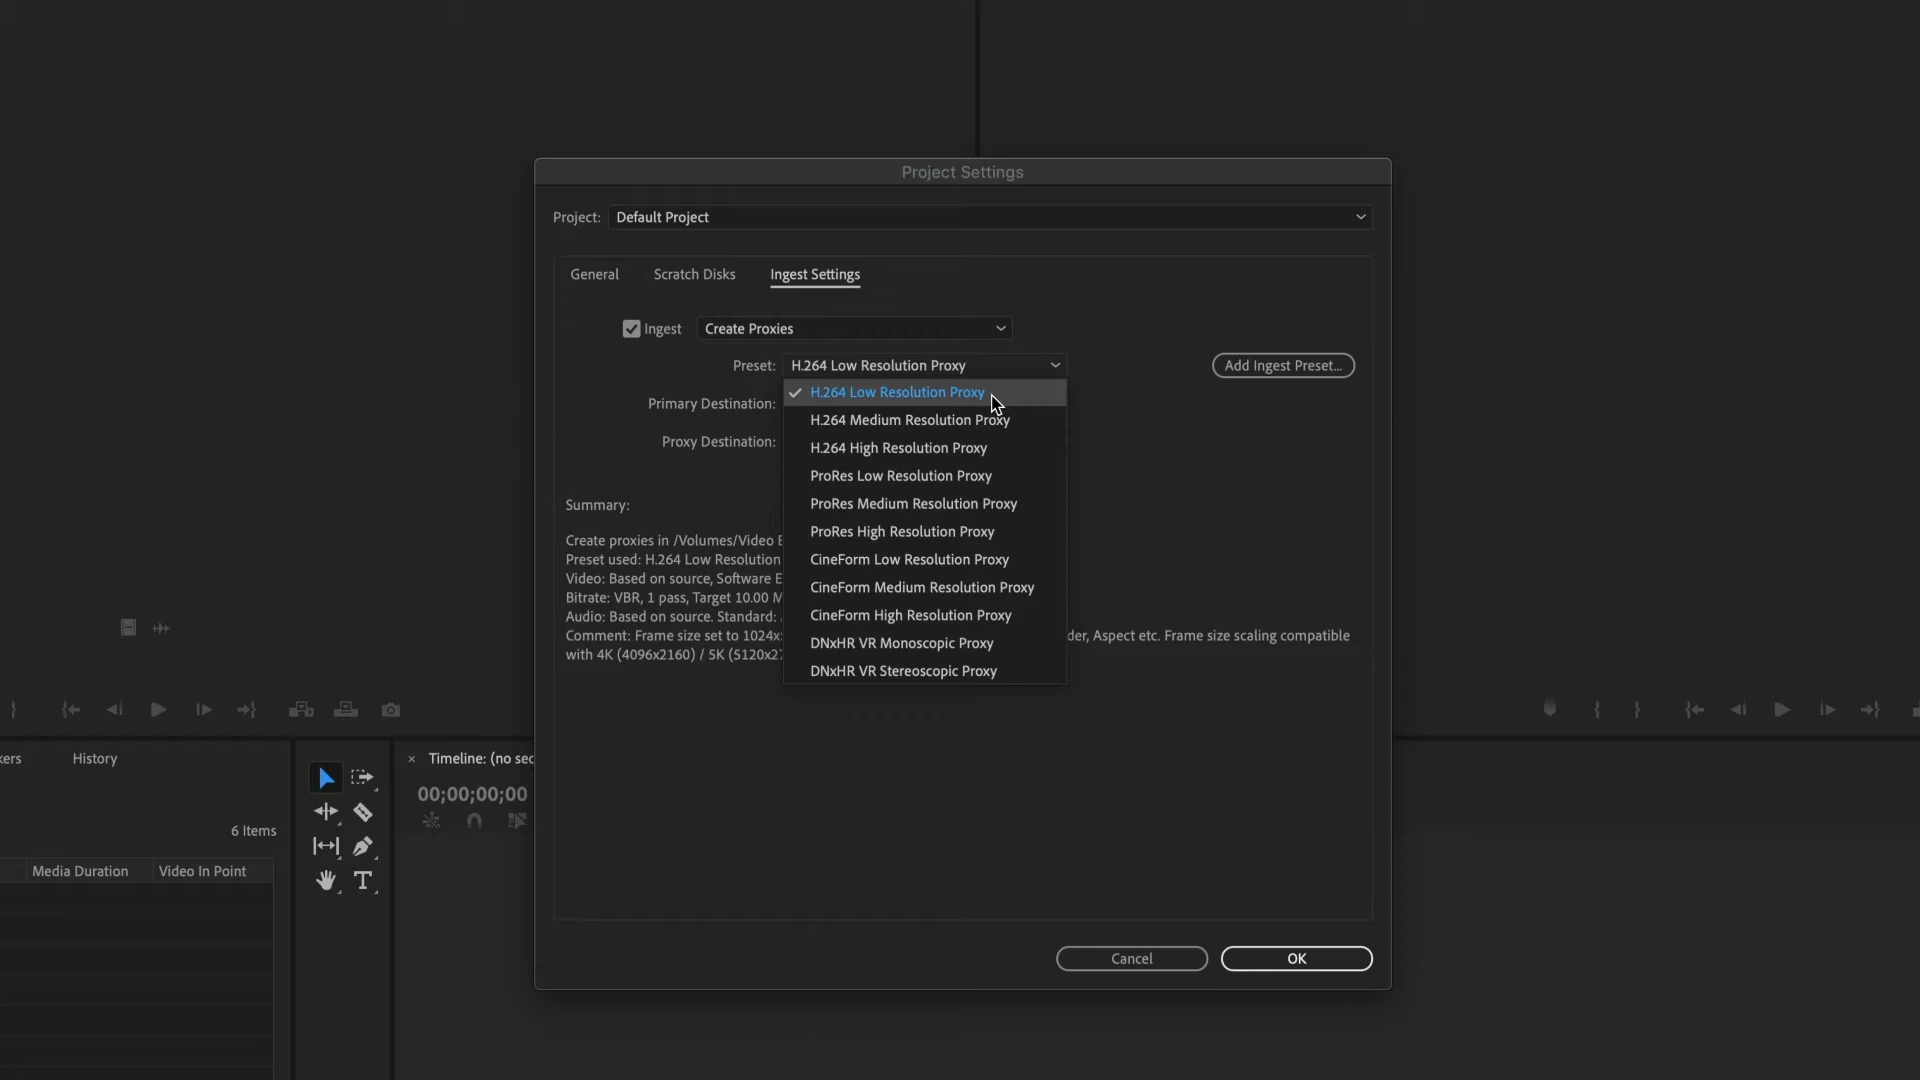 Project Settings
Project: Default Project
General Scratch Disks Ingest Settings
Ingest Create Proxies
Preset: H.264 Low Resolution Proxy Add Ingest Preset...
H.264 Low Resolution Proxy
Primary Destination:
H.264 Medium Resolution Proxy
Proxy Destination:
H.264 High Resolution Proxy
ProRes Low Resolution Proxy
ProRes Medium Resolution Proxy
ProRes High Resolution Proxy
CineForm Low Resolution Proxy
CineForm Medium Resolution Proxy
CineForm High Resolution Proxy
DNxHR VR Monoscopic Proxy
DNxHR VR Stereoscopic Proxy
Summary:
Create proxies in /Volumes/Video
Preset used: H.264 Low Resolution
Video: Based on source, Software E
Bitrate: VBR, 1 pass, Target 10.00 M
Audio: Based on source. Standard:
Comment: Frame size set to 1024x der, Aspect etc. Frame size scaling compatible
with 4K (4096x2160) / 5K (5120x27
Cancel OK
kers History
6 Items
Media Duration Video In Point
× Timeline: (no sec
00;00;00;00